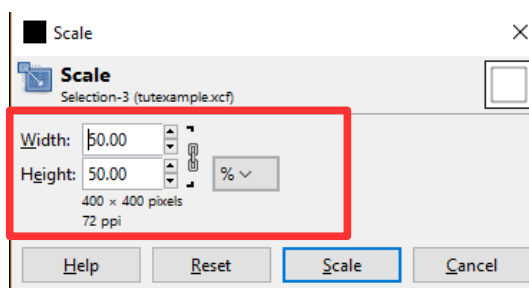 Scale
Scale
Selection-3 (tutexample.xcf)
Width: 50.00
Height: 50.00 %
400 × 400 pixels
72 ppi
Help Reset Scale Cancel